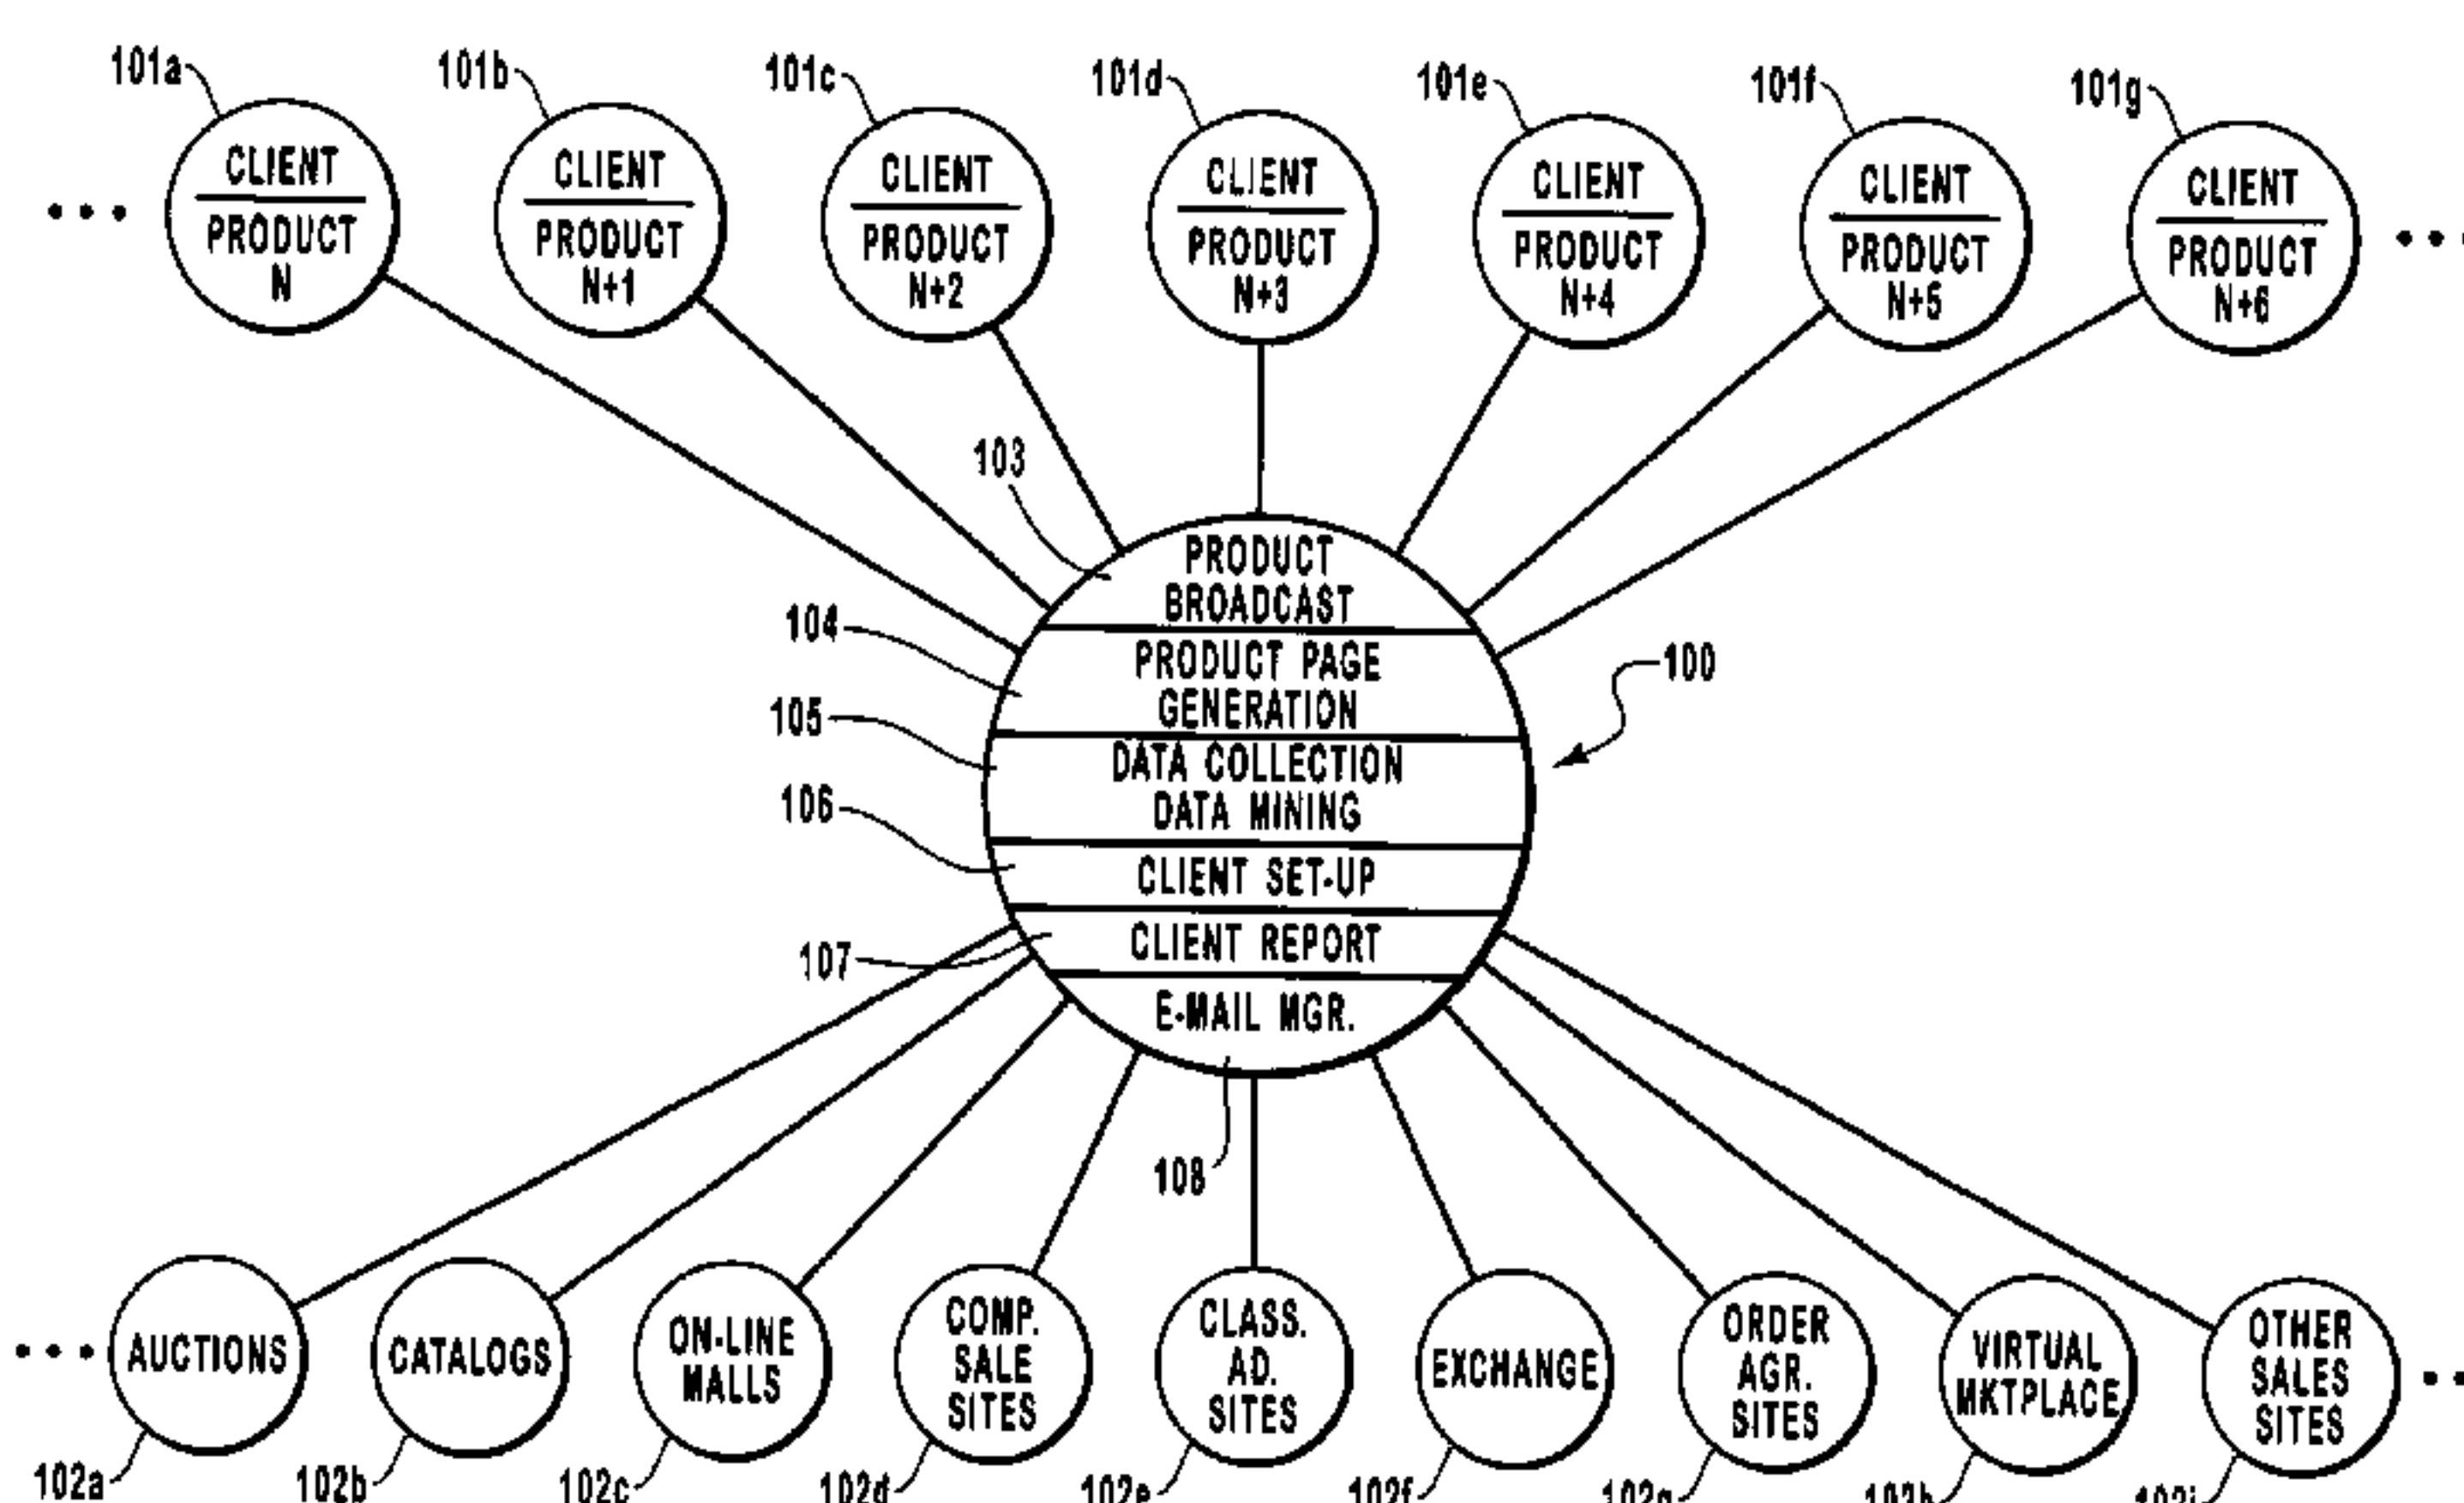 101a
101b
101c
101d
101e
101f
101g
CLIENT
PRODUCT
N
CLIENT
PRODUCT
N+1
CLIENT
PRODUCT
N+2
CLIENT
PRODUCT
N+3
CLIENT
PRODUCT
N+4
CLIENT
PRODUCT
N+5
CLIENT
PRODUCT
N+6
103
PRODUCT
BROADCAST
104
PRODUCT PAGE
GENERATION
100
105
DATA COLLECTION
DATA MINING
106
CLIENT SET-UP
107
CLIENT REPORT
E-MAIL MGR.
108
AUCTIONS
CATALOGS
ON-LINE
MALLS
COMP.
SALE
SITES
CLASS.
AD.
SITES
EXCHANGE
ORDER
AGR.
SITES
VIRTUAL
MKTPLACE
OTHER
SALES
SITES
102a
102b
102c
102d
102e
102f